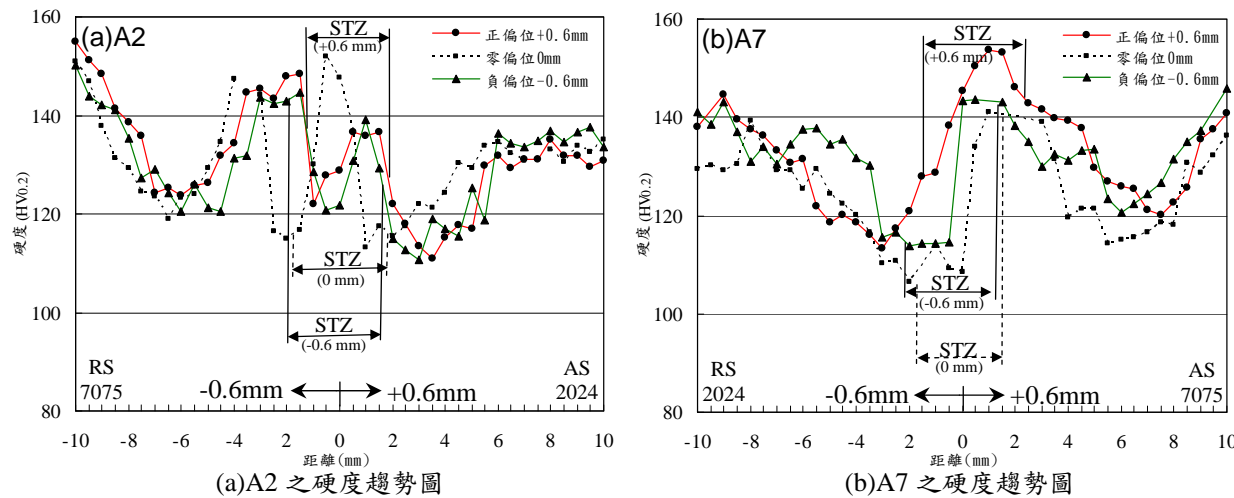 (a)A2
160
140
120
100
80
硬度(HV0.2)
STZ
(+0.6 mm)
正偏位+0.6mm
零偏位0mm
負偏位-0.6mm
STZ
(0 mm)
STZ
(-0.6 mm)
RS
7075
AS
2024
-0.6mm
+0.6mm
-10 -8 -6 -4 2 0 2 4 6 8 10
距離(mm)
(a)A2 之硬度趨勢圖
(b)A7
160
140
120
100
80
硬度(HV0.2)
STZ
(+0.6 mm)
正偏位+0.6mm
零偏位0mm
負偏位-0.6mm
STZ
(-0.6 mm)
STZ
(0 mm)
RS
2024
AS
7075
-0.6mm
+0.6mm
-10 -8 -6 -4 2 0 2 4 6 8 10
距離(mm)
(b)A7 之硬度趨勢圖